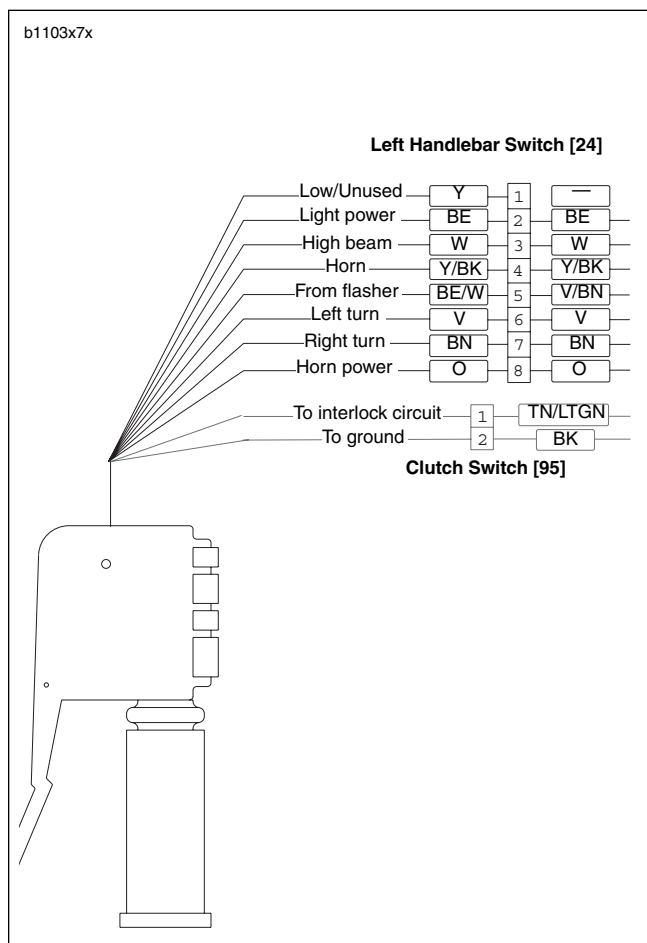 b1103x7x
Left Handlebar Switch [24]
Low/Unused Y 1 —
Light power BE 2 BE
High beam W 3 W
Horn Y/BK 4 Y/BK
From flasher BE/W 5 V/BN
Left turn V 6 V
Right turn BN 7 BN
Horn power O 8 O
To interlock circuit 1 TN/LTGN
To ground 2 BK
Clutch Switch [95]